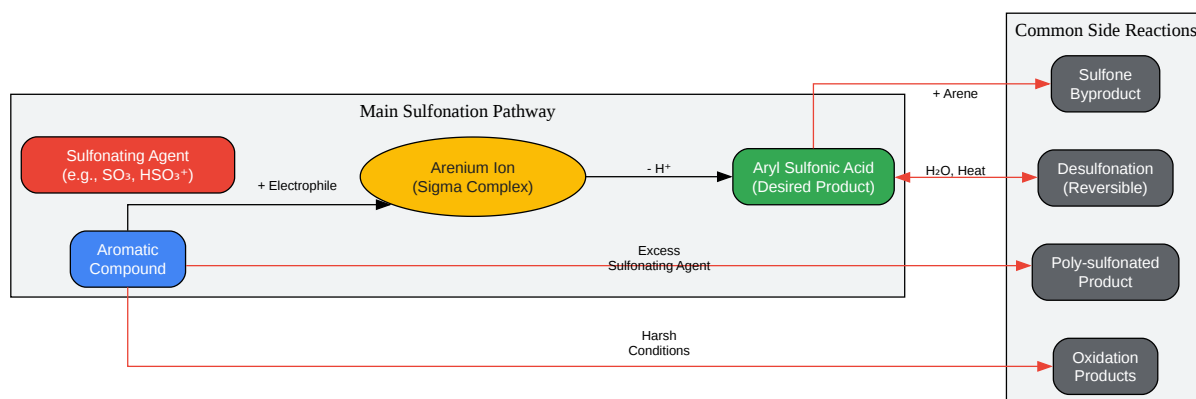 Common Side Reactions
Sulfone
Byproduct
+ Arene
Main Sulfonation Pathway
Sulfonating Agent
(e.g., SO₃, HSO₃⁺)
Arenium Ion
(Sigma Complex)
- H⁺
Aryl Sulfonic Acid
(Desired Product)
H₂O, Heat
Desulfonation
(Reversible)
+ Electrophile
Aromatic
Compound
Excess
Sulfonating Agent
Poly-sulfonated
Product
Harsh
Conditions
Oxidation
Products